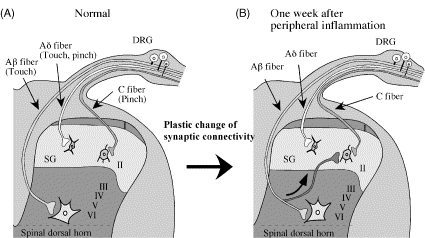 (A)
Normal
DRG
Aδ fiber
(Touch, pinch)
Aβ fiber
(Touch)
C fiber
(Pinch)
SG
II
III
IV
V
VI
Spinal dorsal horn
Plastic change of
synaptic connectivity
(B)
One week after
peripheral inflammation
DRG
Aδ fiber
Aβ fiber
C fiber
SG
II
III
IV
V
VI
Spinal dorsal horn